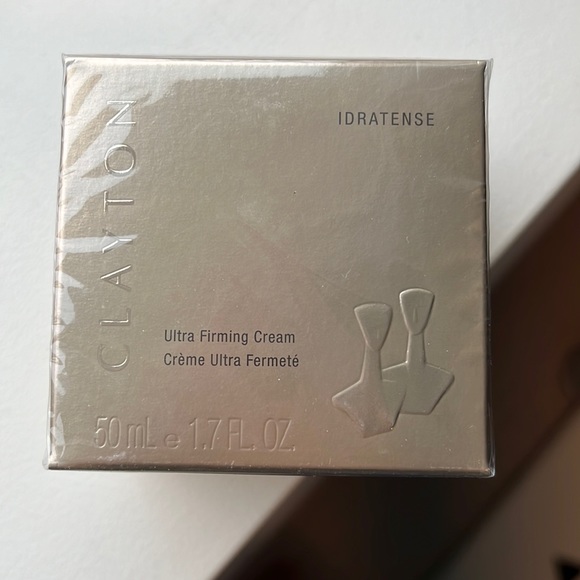 CLAYTON
IDRATENSE
Ultra Firming Cream
Crème Ultra Fermeté
50 mL e 1.7 FL. OZ.